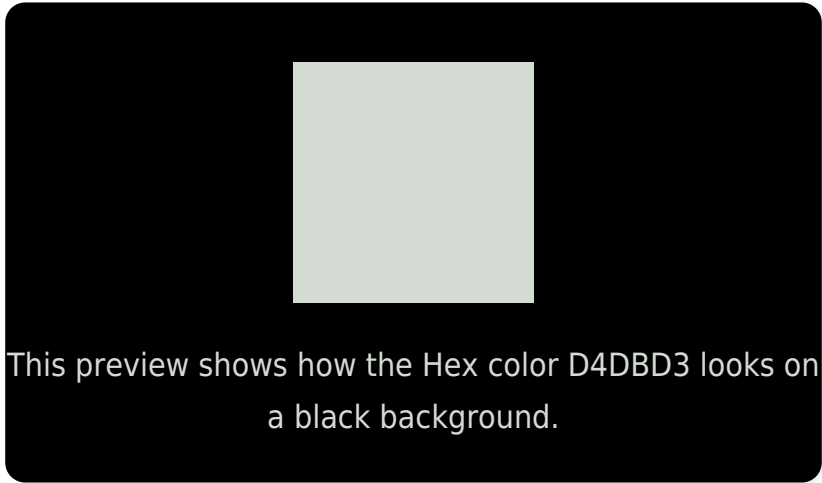 This preview shows how the Hex color D4DBD3 looks on
a black background.